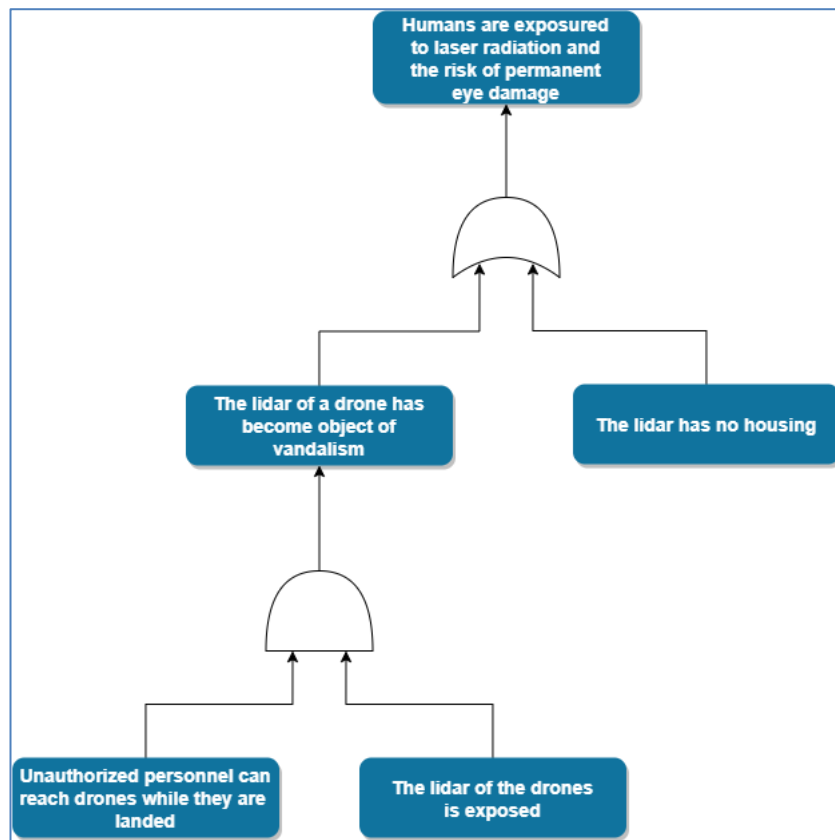 Humans are exposured
to laser radiation and
the risk of permanent
eye damage
The lidar of a drone has
become object of
vandalism
The lidar has no housing
Unauthorized personnel can
reach drones while they are
landed
The lidar of the drones
is exposed